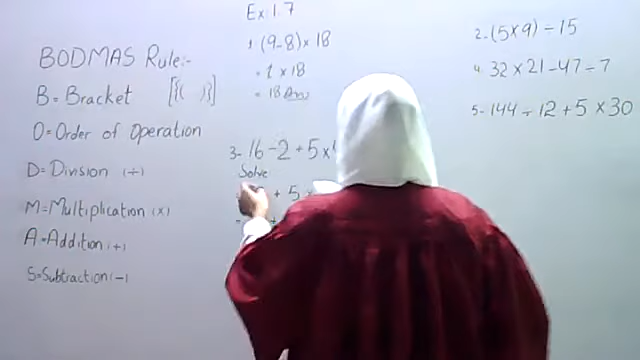 BODMAS Rule:-
B= Bracket [{( )}]
O=Order of Operation
D=Division (÷)
M=Multiplication (x)
A=Addition (+)
S=Subtraction (-)
Ex:1.7
1. (9-8)x 18
= 1 x 18
= 18 Ans
3- 16 -2 + 5 x
Solve
+ 5
2. (5x9) ÷ 15
4. 32 x 21-47 ÷ 7
5- 144 ÷ 12 + 5 x 30